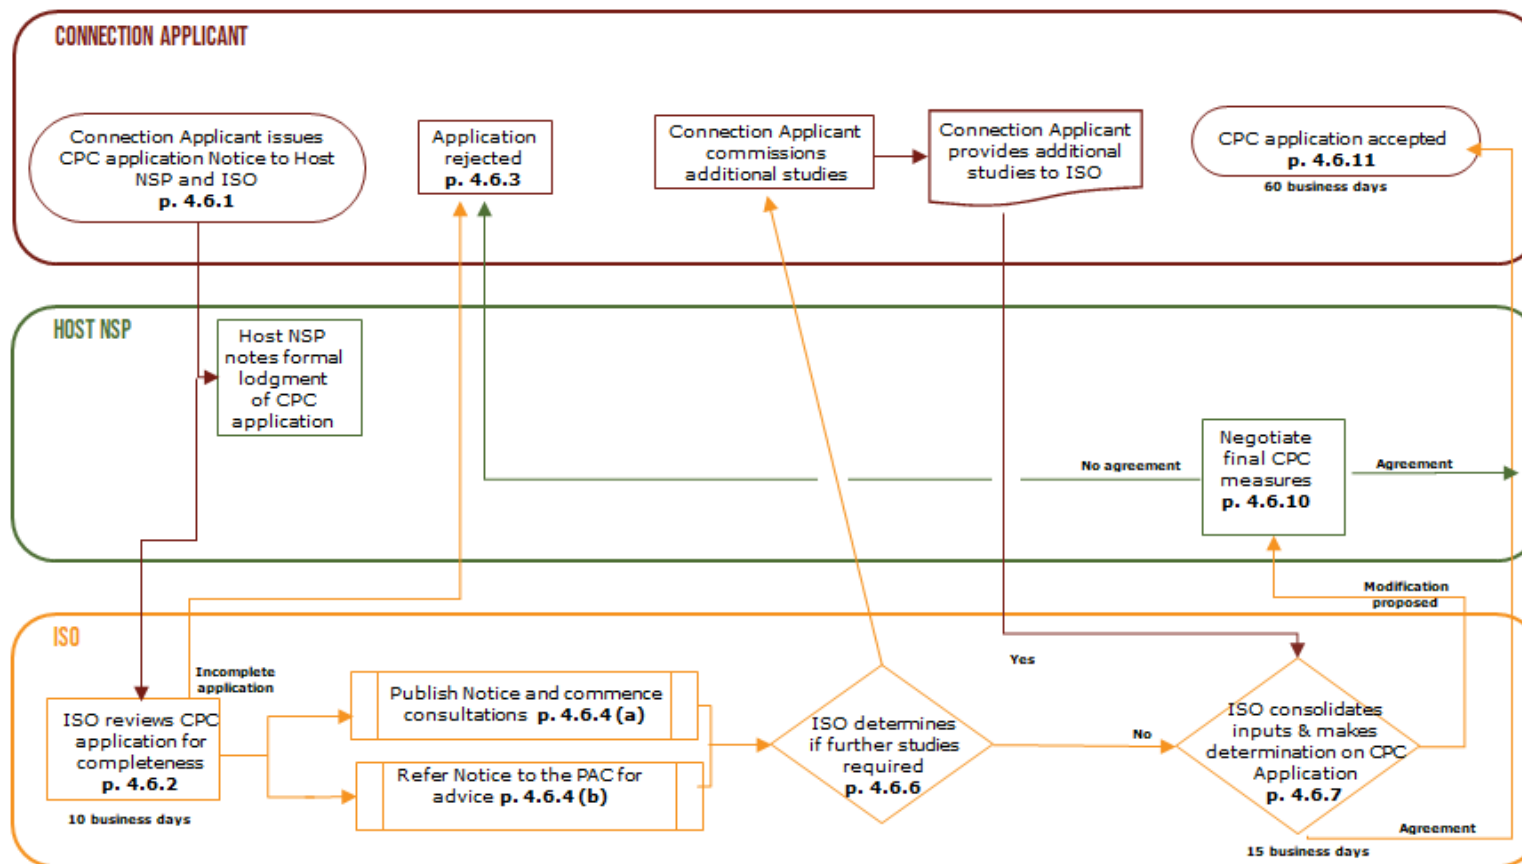 CONNECTION APPLICANT
Connection Applicant issues
CPC application Notice to Host
NSP and ISO
p. 4.6.1
Application
rejected
p. 4.6.3
Connection Applicant
commissions
additional studies
Connection Applicant
provides additional
studies to ISO
CPC application accepted
p. 4.6.11
60 business days
HOST NSP
Host NSP
notes formal
lodgment
of CPC
application
No agreement
Negotiate
final CPC
measures
p. 4.6.10
Agreement
Modification
proposed
ISO
Incomplete
application
ISO reviews CPC
application for
completeness
p. 4.6.2
10 business days
Publish Notice and commence
consultations p. 4.6.4 (a)
Refer Notice to the PAC for
advice p. 4.6.4 (b)
ISO determines
if further studies
required
p. 4.6.6
Yes
No
ISO consolidates
inputs & makes
determination on CPC
Application
p. 4.6.7
Agreement
15 business days